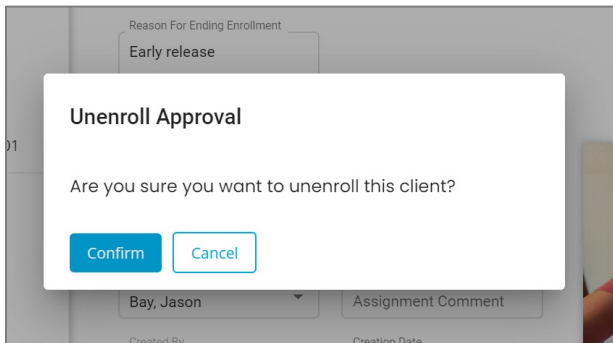 Reason For Ending Enrollment
Early release
Unenroll Approval
01
Are you sure you want to unenroll this client?
Confirm Cancel
Bay, Jason Assignment Comment
Created By Creation Date